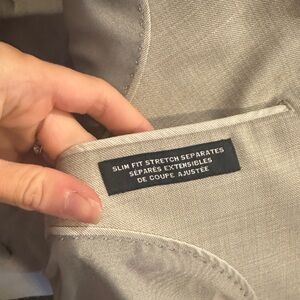 SLIM FIT STRETCH SEPARATES
SÉPARÉS EXTENSIBLES
DE COUPE AJUSTÉE